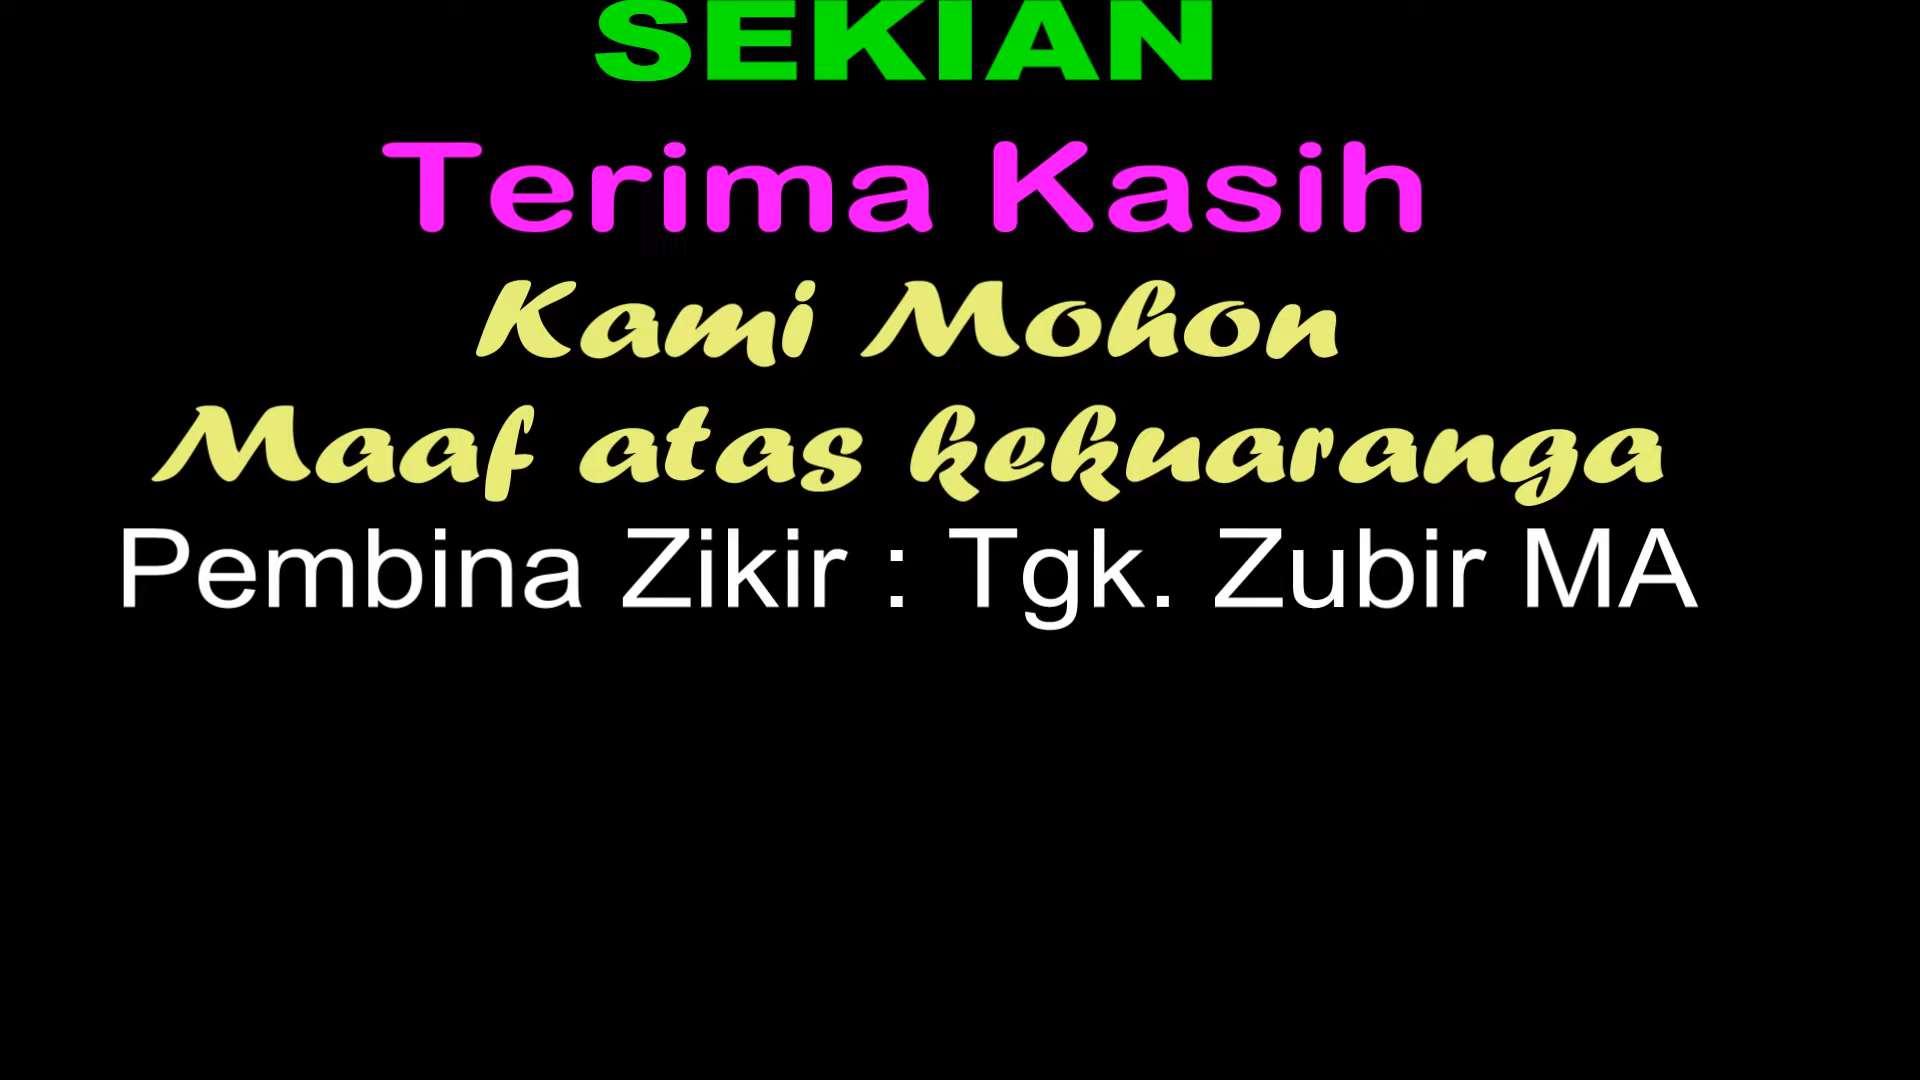 SEKIAN
Terima Kasih
Kami Mohon
Maaf atas kekuaranga
Pembina Zikir : Tgk. Zubir MA